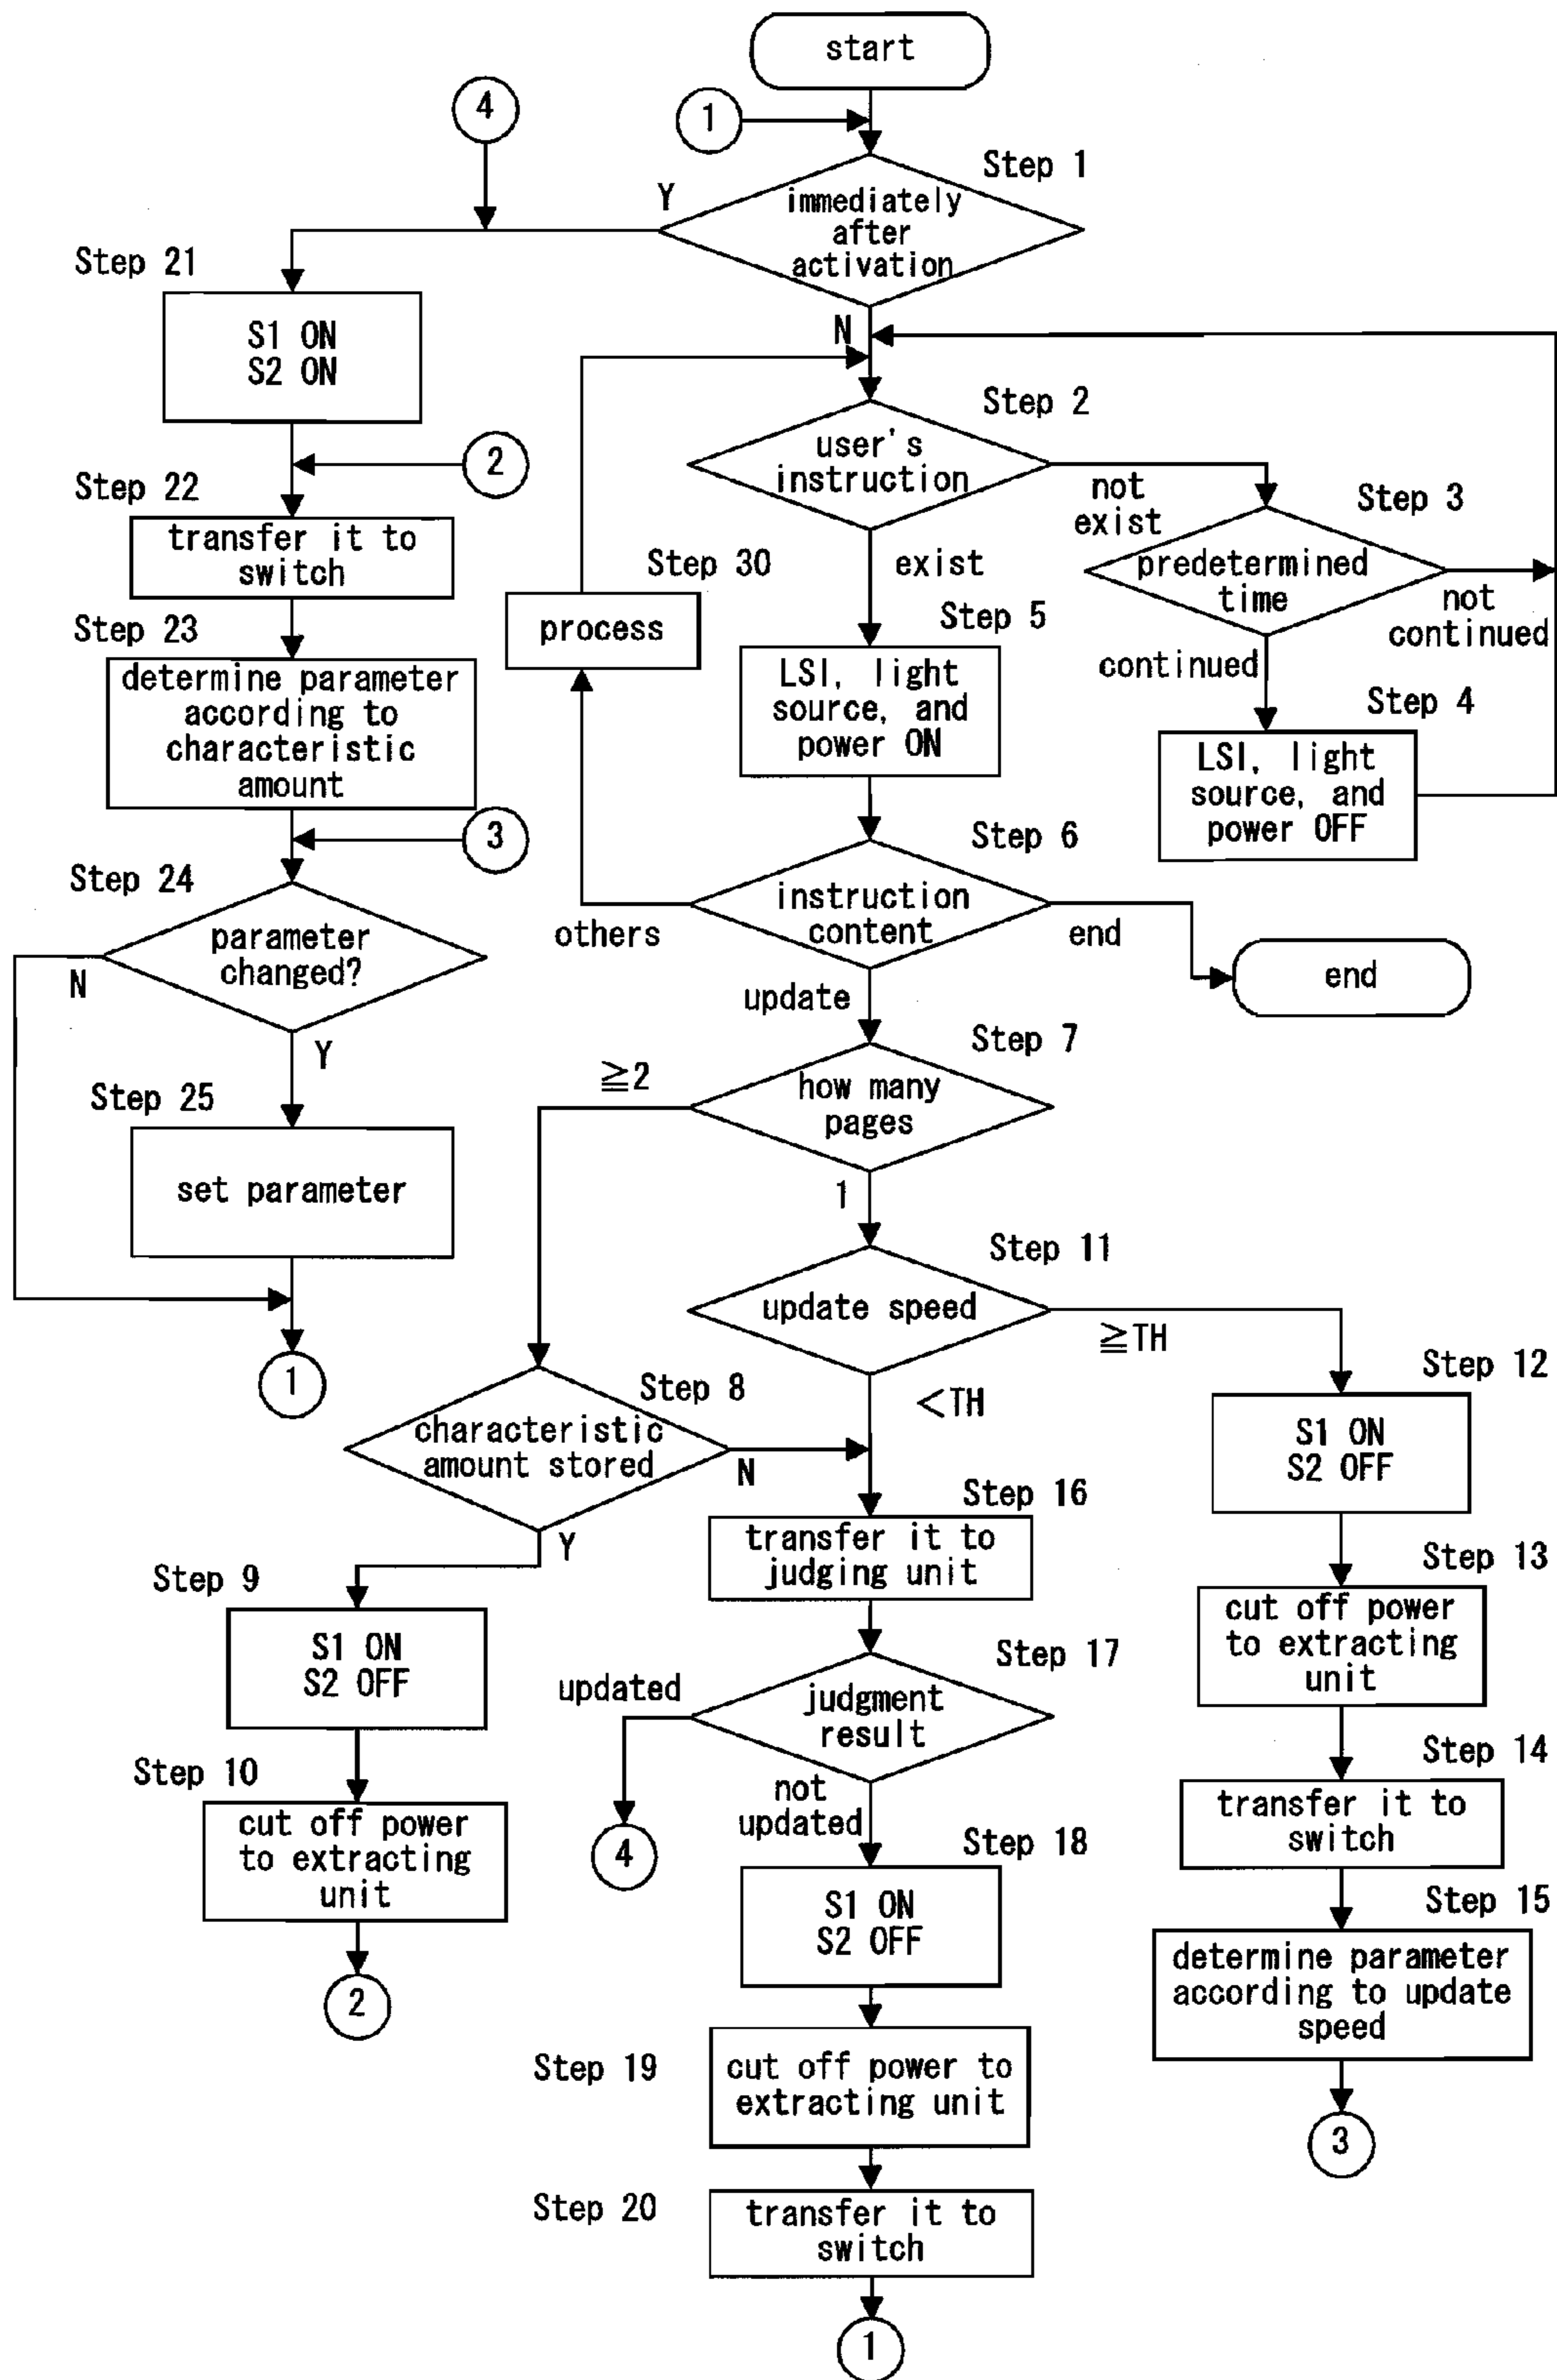 start
4
1
Step 1
Y
immediately
after
activation
Step 21
S1 ON
S2 ON
N
Step 2
user's
instruction
2
Step 22
not
exist
Step 3
transfer it to
switch
Step 30
exist
predetermined
time
not
continued
Step 23
process
Step 5
continued
determine parameter
according to
characteristic
amount
LSI, light
source, and
power ON
Step 4
LSI, light
source, and
power OFF
3
Step 6
Step 24
instruction
content
others
end
parameter
changed?
N
end
update
Y
Step 7
≧2
how many
pages
Step 25
set parameter
1
Step 11
update speed
≧TH
1
Step 12
Step 8
<TH
characteristic
amount stored
N
S1 ON
S2 OFF
Step 16
Y
transfer it to
judging unit
Step 13
Step 9
cut off power
to extracting
unit
S1 ON
S2 OFF
Step 17
updated
judgment
result
Step 14
Step 10
not
updated
transfer it to
switch
cut off power
to extracting
unit
4
Step 18
Step 15
S1 ON
S2 OFF
determine parameter
according to update
speed
2
Step 19
cut off power to
extracting unit
3
Step 20
transfer it to
switch
1